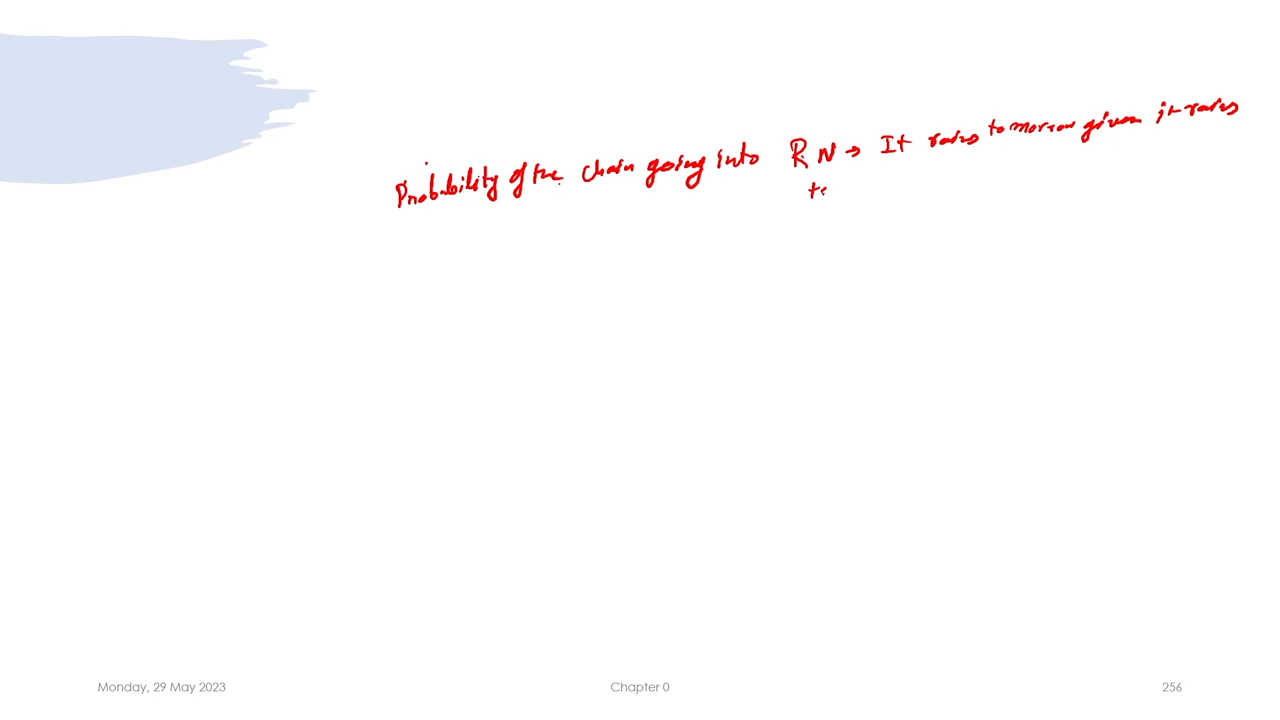 Probability of the chain going into RN → It rains tomorrow given it rains
to
Monday, 29 May 2023
Chapter 0
256